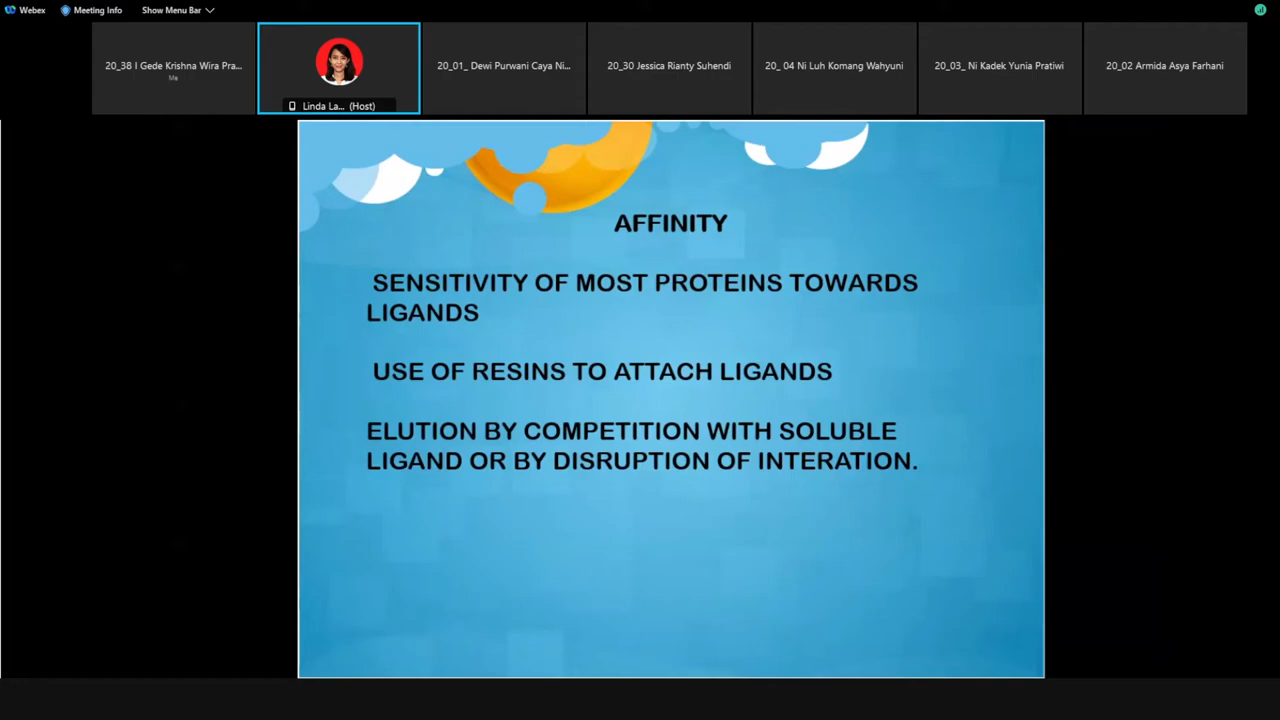 Webex
Meeting Info
Show Menu Bar
20_38 I Gede Krishna Wira Pra...
Me
Linda La... (Host)
20_01_ Dewi Purwani Caya Ni...
20_30 Jessica Rianty Suhendi
20_ 04 Ni Luh Komang Wahyuni
20_03_ Ni Kadek Yunia Pratiwi
20_02 Armida Asya Farhani
AFFINITY
SENSITIVITY OF MOST PROTEINS TOWARDS
LIGANDS
USE OF RESINS TO ATTACH LIGANDS
ELUTION BY COMPETITION WITH SOLUBLE
LIGAND OR BY DISRUPTION OF INTERATION.